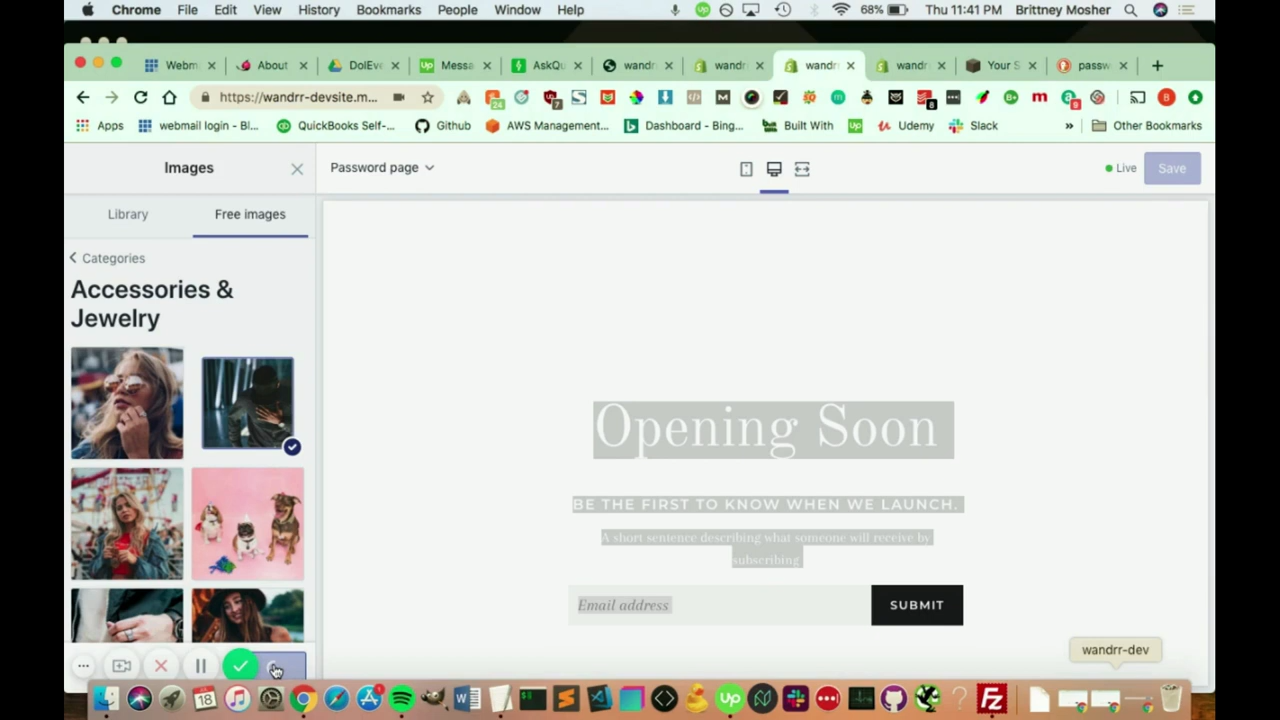 Chrome File Edit View History Bookmarks People Window Help 68% Thu 11:41 PM Brittney Mosher
Webm About DolEve Messa AskQu wandr wandr wandr wandr Your S passw
https://wandrr-devsite.m...
Apps webmail login - Bl... QuickBooks Self-... Github AWS Management... Dashboard - Bing... Built With Udemy Slack » Other Bookmarks
Images Password page Live Save
Library Free images
Categories
Accessories &
Jewelry
Opening Soon
BE THE FIRST TO KNOW WHEN WE LAUNCH.
A short sentence describing what someone will receive by
subscribing.
Email address SUBMIT
wandrr-dev